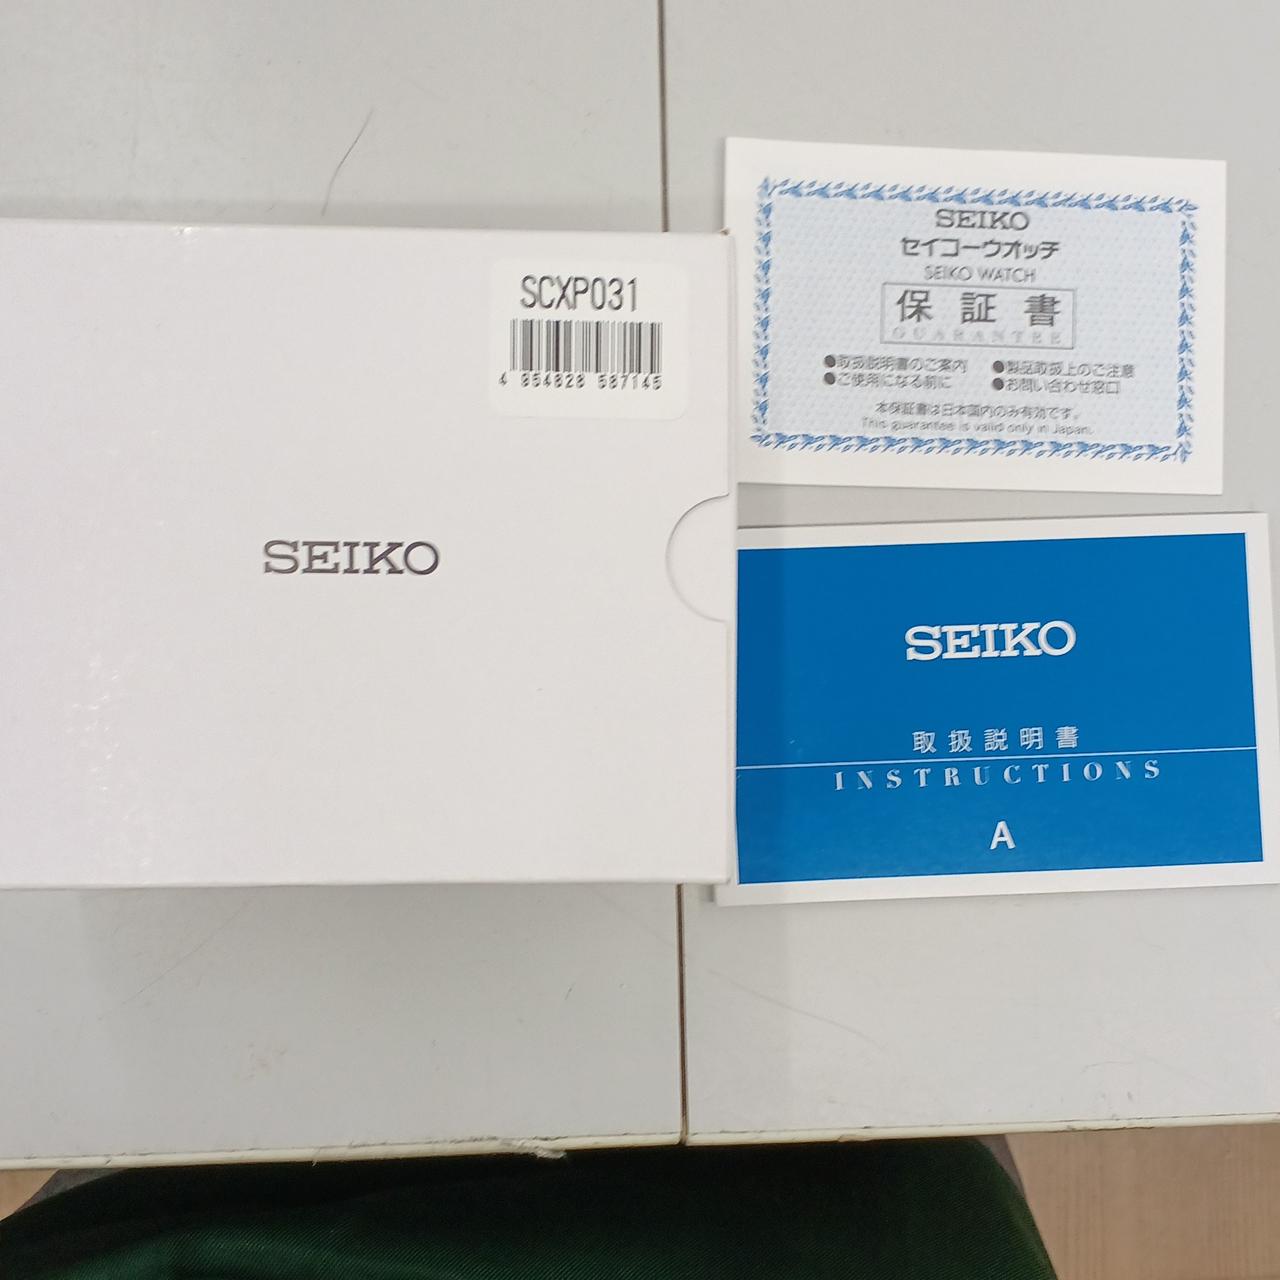 SCXP031
4 954628 587145
SEIKO
SEIKO
セイコーウオッチ
SEIKO WATCH
保証書
GUARANTEE
●取扱説明書のご案内 ●製品取扱上のご注意
●ご使用になる前に ●お問い合わせ窓口
本保証書は日本国内のみ有効です。
This guarantee is valid only in Japan.
SEIKO
取扱説明書
INSTRUCTIONS
A